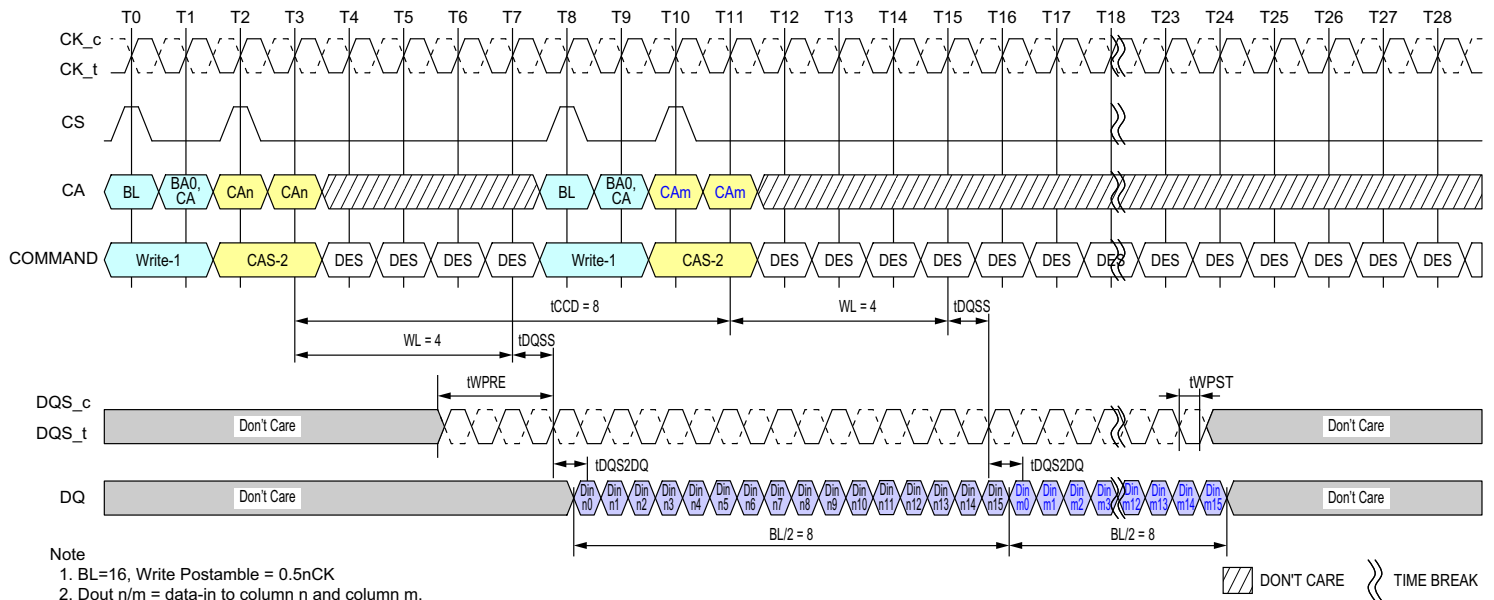 T0 T1 T2 T3 T4 T5 T6 T7 T8 T9 T10 T11 T12 T13 T14 T15 T16 T17 T18 T23 T24 T25 T26 T27 T28
CK_c
CK_t
CS
CA BL BA0, CA CAn CAn BL BA0, CA CAm CAm
COMMAND Write-1 CAS-2 DES DES DES DES Write-1 CAS-2 DES DES DES DES DES DES DES DES DES DES DES DES DES
tCCD = 8 WL = 4 tDQSS
WL = 4 tDQSS
tWPRE tWPST
DQS_c
DQS_t Don't Care Don't Care
tDQS2DQ tDQS2DQ
DQ Don't Care Din n0 Din n1 Din n2 Din n3 Din n4 Din n5 Din n6 Din n7 Din n8 Din n9 Din n10 Din n11 Din n12 Din n13 Din n14 Din n15 Din m0 Din m1 Din m2 Din m3 Din m12 Din m13 Din m14 Din m15 Don't Care
BL/2 = 8 BL/2 = 8
Note
1. BL=16, Write Postamble = 0.5nCK
2. Dout n/m = data-in to column n and column m.
DON'T CARE TIME BREAK